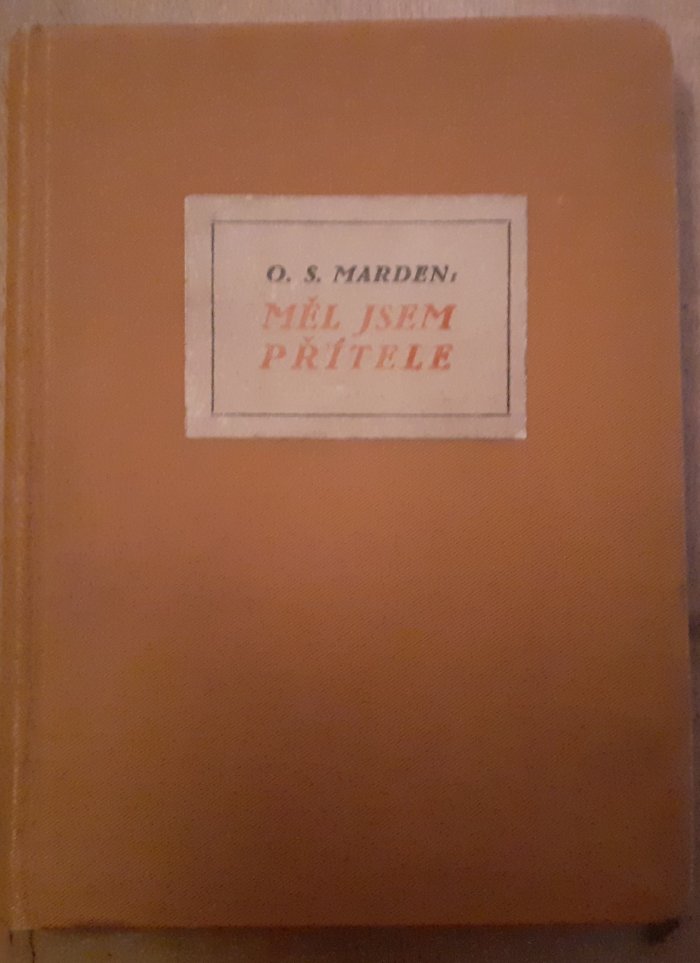 O. S. MARDEN:
MĚL JSEM
PŘÍTELE